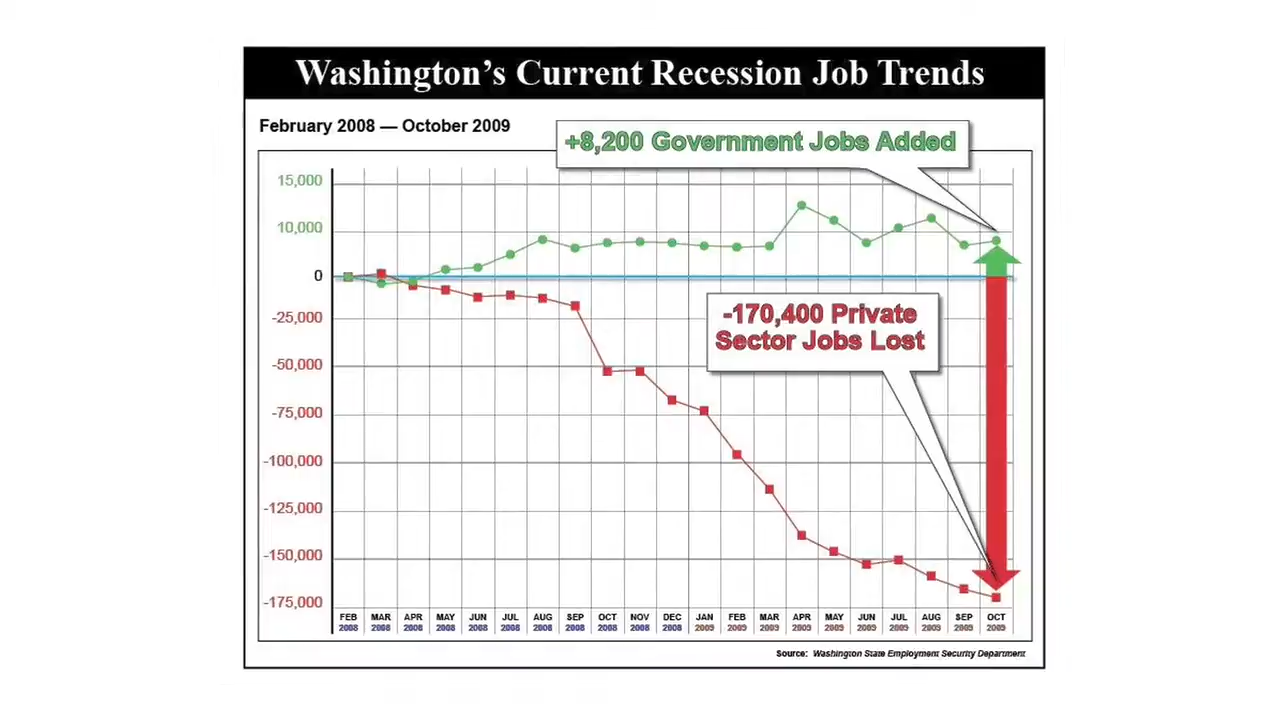 Washington's Current Recession Job Trends
February 2008 — October 2009
+8,200 Government Jobs Added
15,000
10,000
0
-25,000
-50,000
-75,000
-100,000
-125,000
-150,000
-175,000
-170,400 Private
Sector Jobs Lost
FEB MAR APR MAY JUN JUL AUG SEP OCT NOV DEC JAN FEB MAR APR MAY JUN JUL AUG SEP OCT
2008 2008 2008 2008 2008 2008 2008 2008 2008 2008 2008 2009 2009 2009 2009 2009 2009 2009 2009 2009 2009
Source: Washington State Employment Security Department